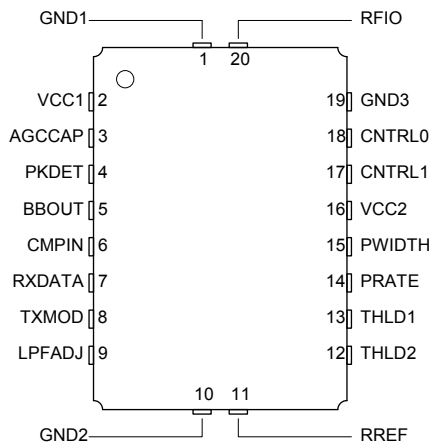 GND1 RFIO
1 20
VCC1 2 19 GND3
AGCCAP 3 18 CNTRL0
PKDET 4 17 CNTRL1
BBOUT 5 16 VCC2
CMPIN 6 15 PWIDTH
RXDATA 7 14 PRATE
TXMOD 8 13 THLD1
LPFADJ 9 12 THLD2
10 11
GND2 RREF